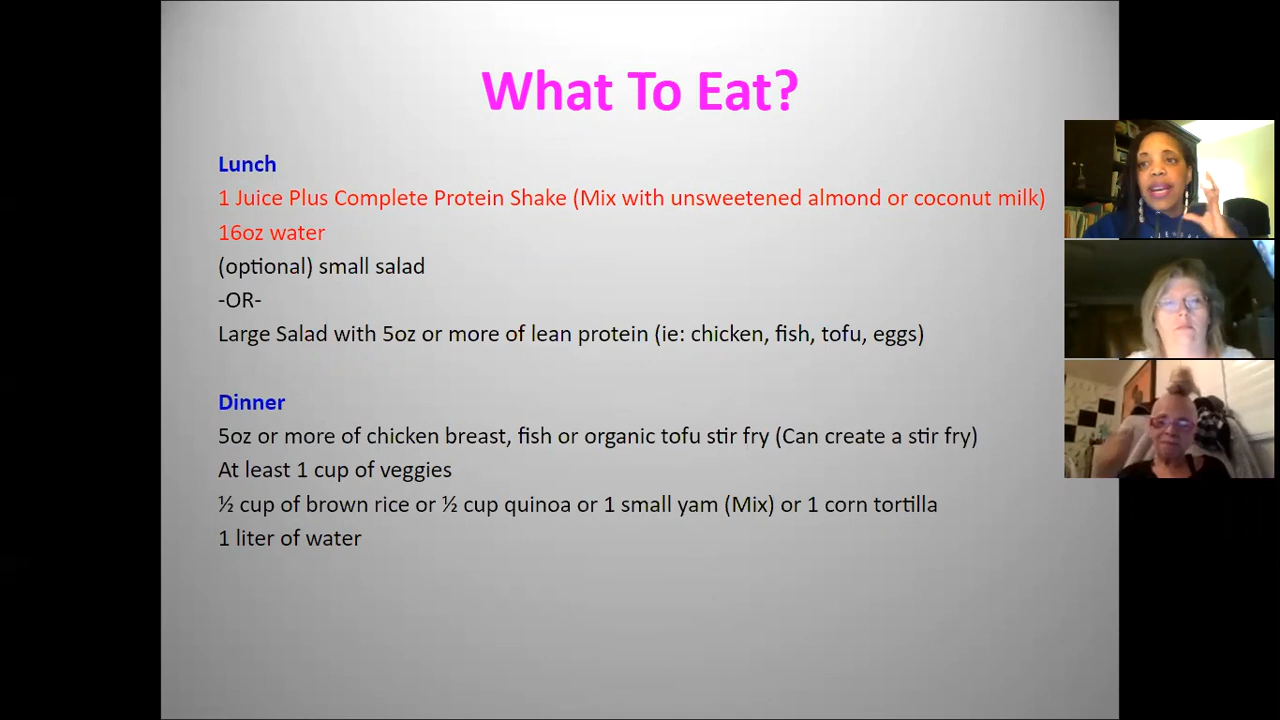 What To Eat?
Lunch
1 Juice Plus Complete Protein Shake (Mix with unsweetened almond or coconut milk)
16oz water
(optional) small salad
-OR-
Large Salad with 5oz or more of lean protein (ie: chicken, fish, tofu, eggs)
Dinner
5oz or more of chicken breast, fish or organic tofu stir fry (Can create a stir fry)
At least 1 cup of veggies
½ cup of brown rice or ½ cup quinoa or 1 small yam (Mix) or 1 corn tortilla
1 liter of water